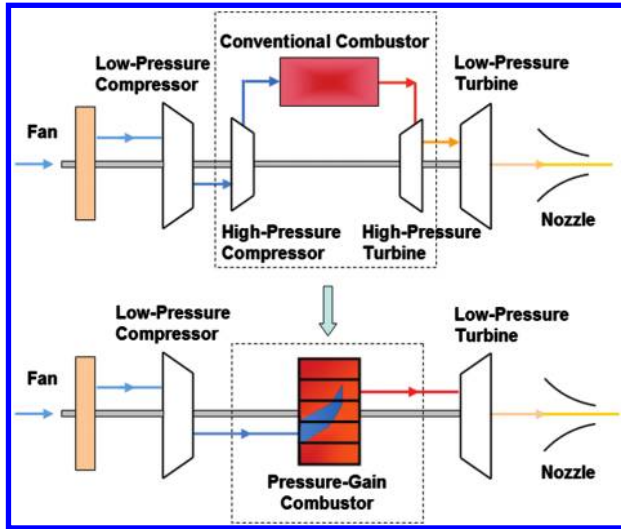 Conventional Combustor
Low-Pressure
Compressor
Low-Pressure
Turbine
Fan
High-Pressure
Compressor
High-Pressure
Turbine
Nozzle
Low-Pressure
Compressor
Low-Pressure
Turbine
Fan
Pressure-Gain
Combustor
Nozzle